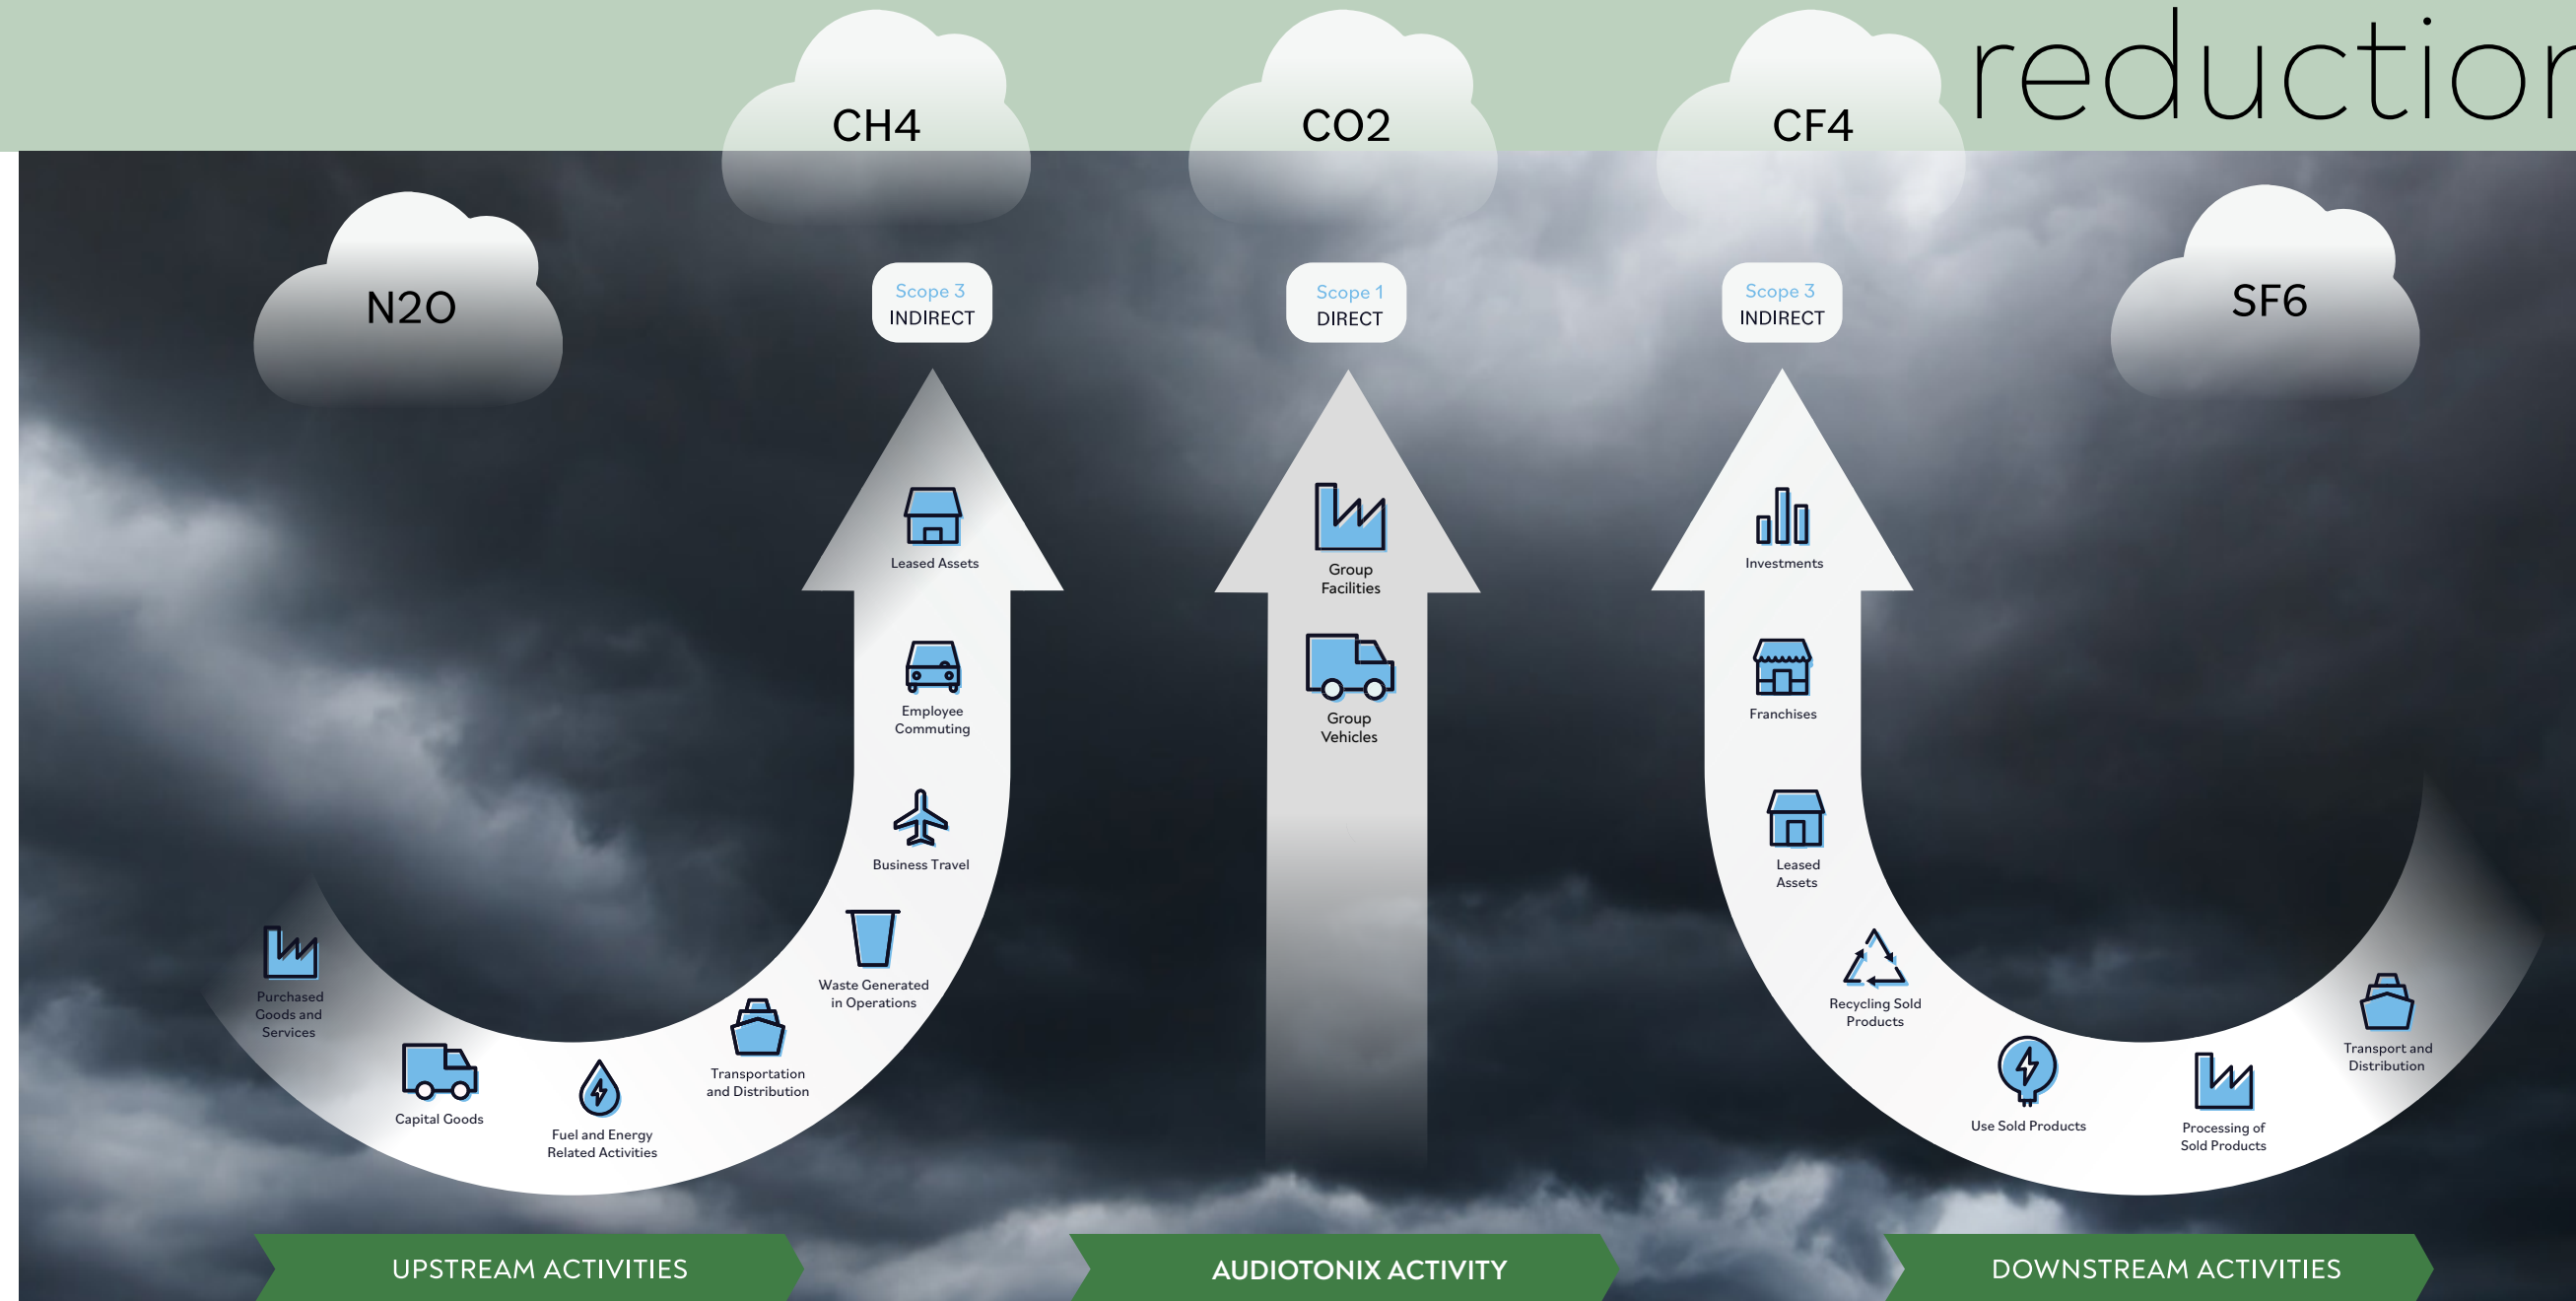 reduction
CH4
CO2
CF4
N2O
SF6
Scope 3
INDIRECT
Scope 1
DIRECT
Scope 3
INDIRECT
Leased Assets
Employee
Commuting
Business Travel
Waste Generated
in Operations
Transportation
and Distribution
Fuel and Energy
Related Activities
Capital Goods
Purchased
Goods and
Services
Group
Facilities
Group
Vehicles
Investments
Franchises
Leased
Assets
Recycling Sold
Products
Use Sold Products
Processing of
Sold Products
Transport and
Distribution
UPSTREAM ACTIVITIES
AUDIOTONIX ACTIVITY
DOWNSTREAM ACTIVITIES